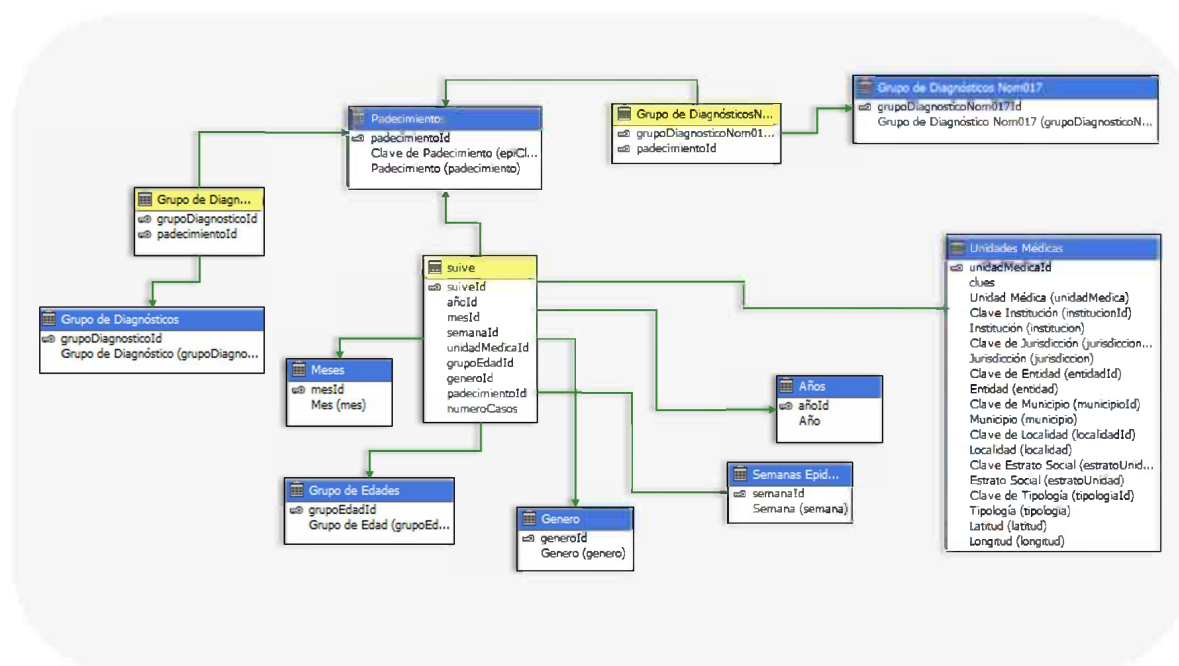 Padecimientos
padecimientoId
Clave de Padecimiento (epiCl...
Padecimiento (padecimiento)
Grupo de DiagnósticosN...
grupoDiagnosticoNom01...
padecimientoId
Grupo de Diagnósticos Nom017
grupoDiagnosticoNom017Id
Grupo de Diagnóstico Nom017 (grupoDiagnosticoN...
Grupo de Diagn...
grupoDiagnosticoId
padecimientoId
Grupo de Diagnósticos
grupoDiagnosticoId
Grupo de Diagnóstico (grupoDiagno...
suive
suiveId
añoId
mesId
semanaId
unidadMedicaId
grupoEdadId
generoId
padecimientoId
numeroCasos
Unidades Médicas
unidadMedicaId
clues
Unidad Médica (unidadMedica)
Clave Institución (institucionId)
Institución (institucion)
Clave de Jurisdicción (jurisdiccion...
Jurisdicción (jurisdiccion)
Clave de Entidad (entidadId)
Entidad (entidad)
Clave de Municipio (municipioId)
Municipio (municipio)
Clave de Localidad (localidadId)
Localidad (localidad)
Clave Estrato Social (estratoUnid...
Estrato Social (estratoUnidad)
Clave de Tipología (tipologiaId)
Tipología (tipologia)
Latitud (latitud)
Longitud (longitud)
Meses
mesId
Mes (mes)
Años
añoId
Año
Grupo de Edades
grupoEdadId
Grupo de Edad (grupoEd...
Genero
generoId
Genero (genero)
Semanas Epid...
semanaId
Semana (semana)